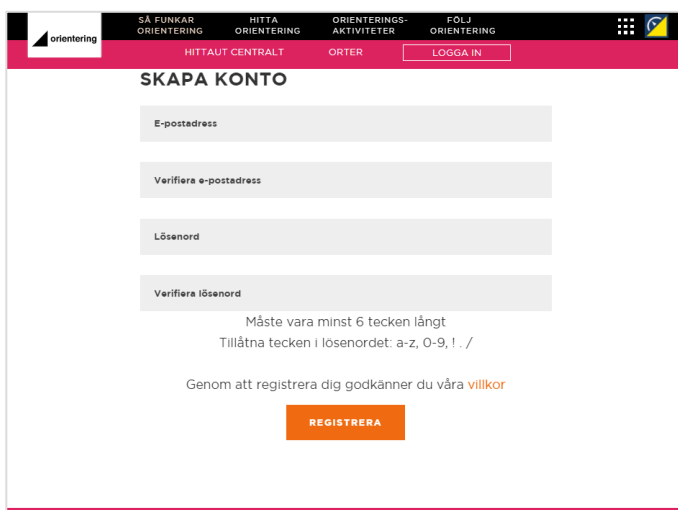 orientering
SÅ FUNKAR
ORIENTERING
HITTA
ORIENTERING
ORIENTERINGS-
AKTIVITETER
FÖLJ
ORIENTERING
HITTAUT CENTRALT
ORTER
LOGGA IN
SKAPA KONTO
E-postadress
Verifiera e-postadress
Lösenord
Verifiera lösenord
Måste vara minst 6 tecken långt
Tillåtna tecken i lösenordet: a-z, 0-9, ! . /
Genom att registrera dig godkänner du våra villkor
REGISTRERA